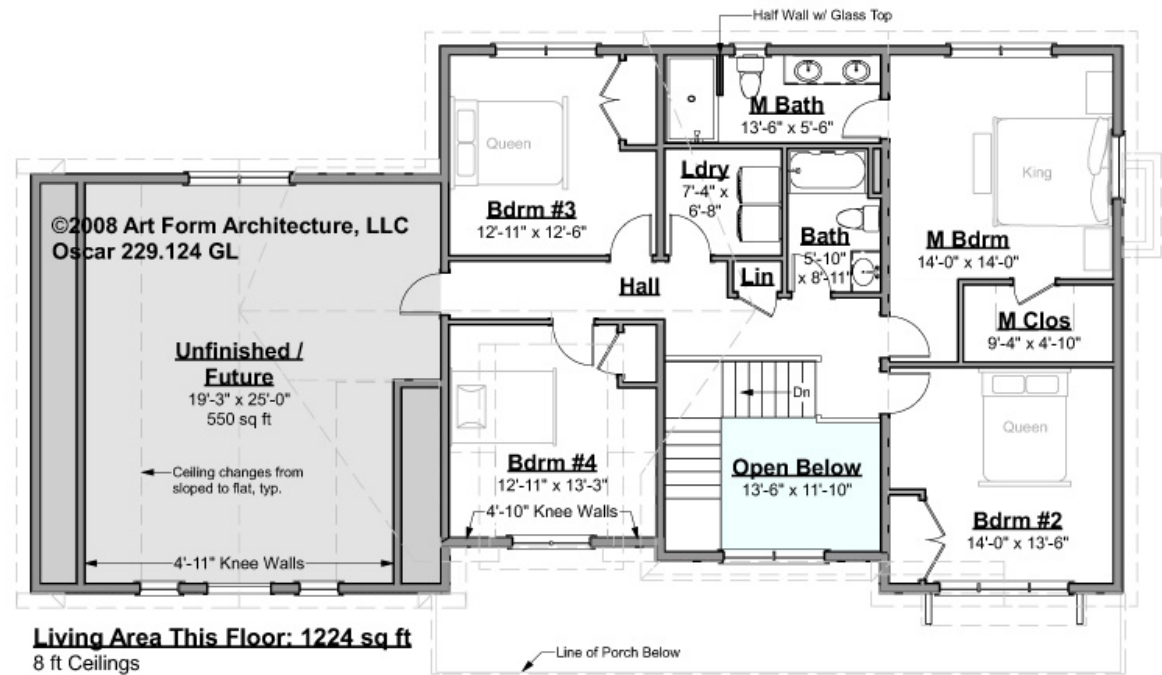 Half Wall w/ Glass Top
M Bath
13'-6" x 5'-6"
Queen
King
Ldry
7'-4" x
6'-8"
©2008 Art Form Architecture, LLC
Oscar 229.124 GL
Bdrm #3
12'-11" x 12'-6"
Bath
5'-10"
x 8'-11"
M Bdrm
14'-0" x 14'-0"
Lin
Hall
M Clos
9'-4" x 4'-10"
Unfinished /
Future
19'-3" x 25'-0"
550 sq ft
Dn
Queen
Ceiling changes from
sloped to flat, typ.
Bdrm #4
12'-11" x 13'-3"
Open Below
13'-6" x 11'-10"
4'-10" Knee Walls
Bdrm #2
14'-0" x 13'-6"
4'-11" Knee Walls
Living Area This Floor: 1224 sq ft
8 ft Ceilings
Line of Porch Below